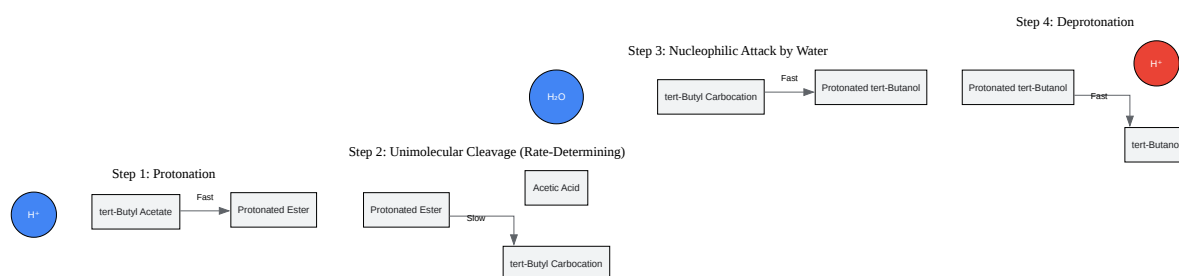 Step 1: Protonation
H⁺
tert-Butyl Acetate
Fast
Protonated Ester
Step 2: Unimolecular Cleavage (Rate-Determining)
Protonated Ester
Slow
Acetic Acid
tert-Butyl Carbocation
Step 3: Nucleophilic Attack by Water
H₂O
tert-Butyl Carbocation
Fast
Protonated tert-Butanol
Step 4: Deprotonation
Protonated tert-Butanol
Fast
H⁺
tert-Butano